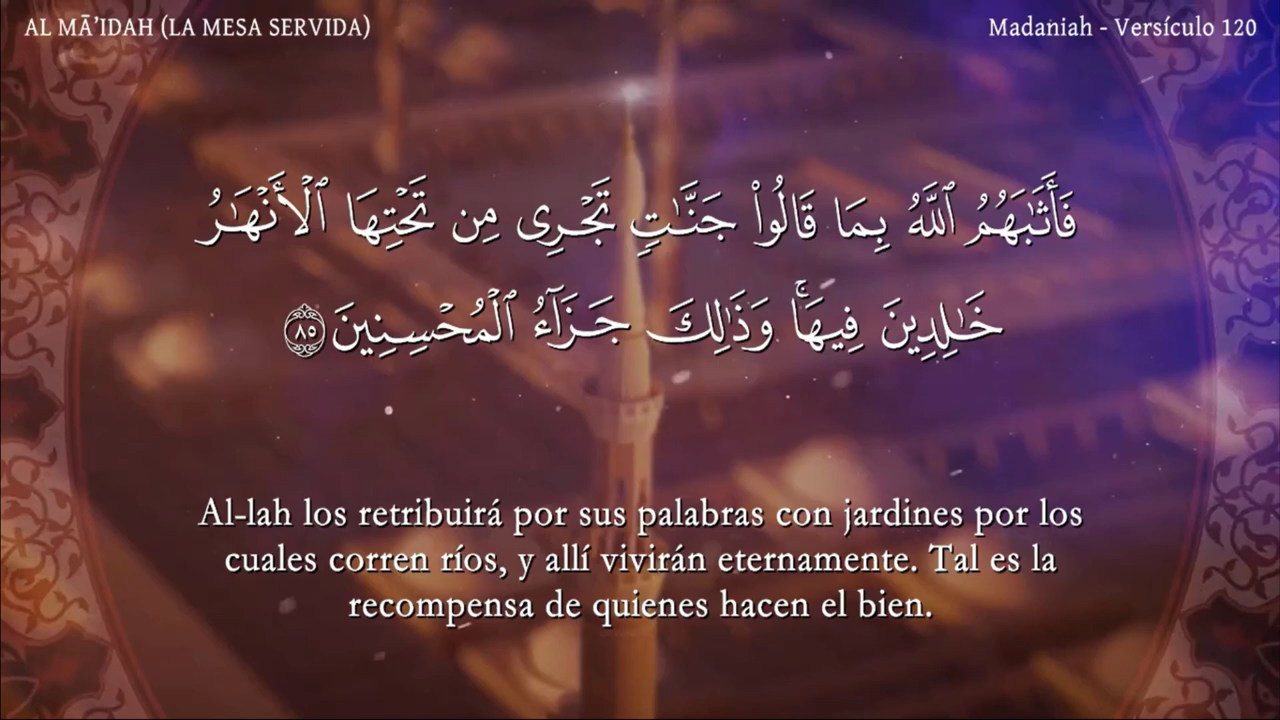 AL MĀ’IDAH (LA MESA SERVIDA)
Madaniah - Versículo 120
فَأَثَٰبَهُمُ ٱللَّهُ بِمَا قَالُوا۟ جَنَّٰتٍ تَجْرِى مِن تَحْتِهَا ٱلْأَنْهَٰرُ
خَٰلِدِينَ فِيهَا ۚ وَذَٰلِكَ جَزَآءُ ٱلْمُحْسِنِينَ ٨٥
Al-lah los retribuirá por sus palabras con jardines por los
cuales corren ríos, y allí vivirán eternamente. Tal es la
recompensa de quienes hacen el bien.